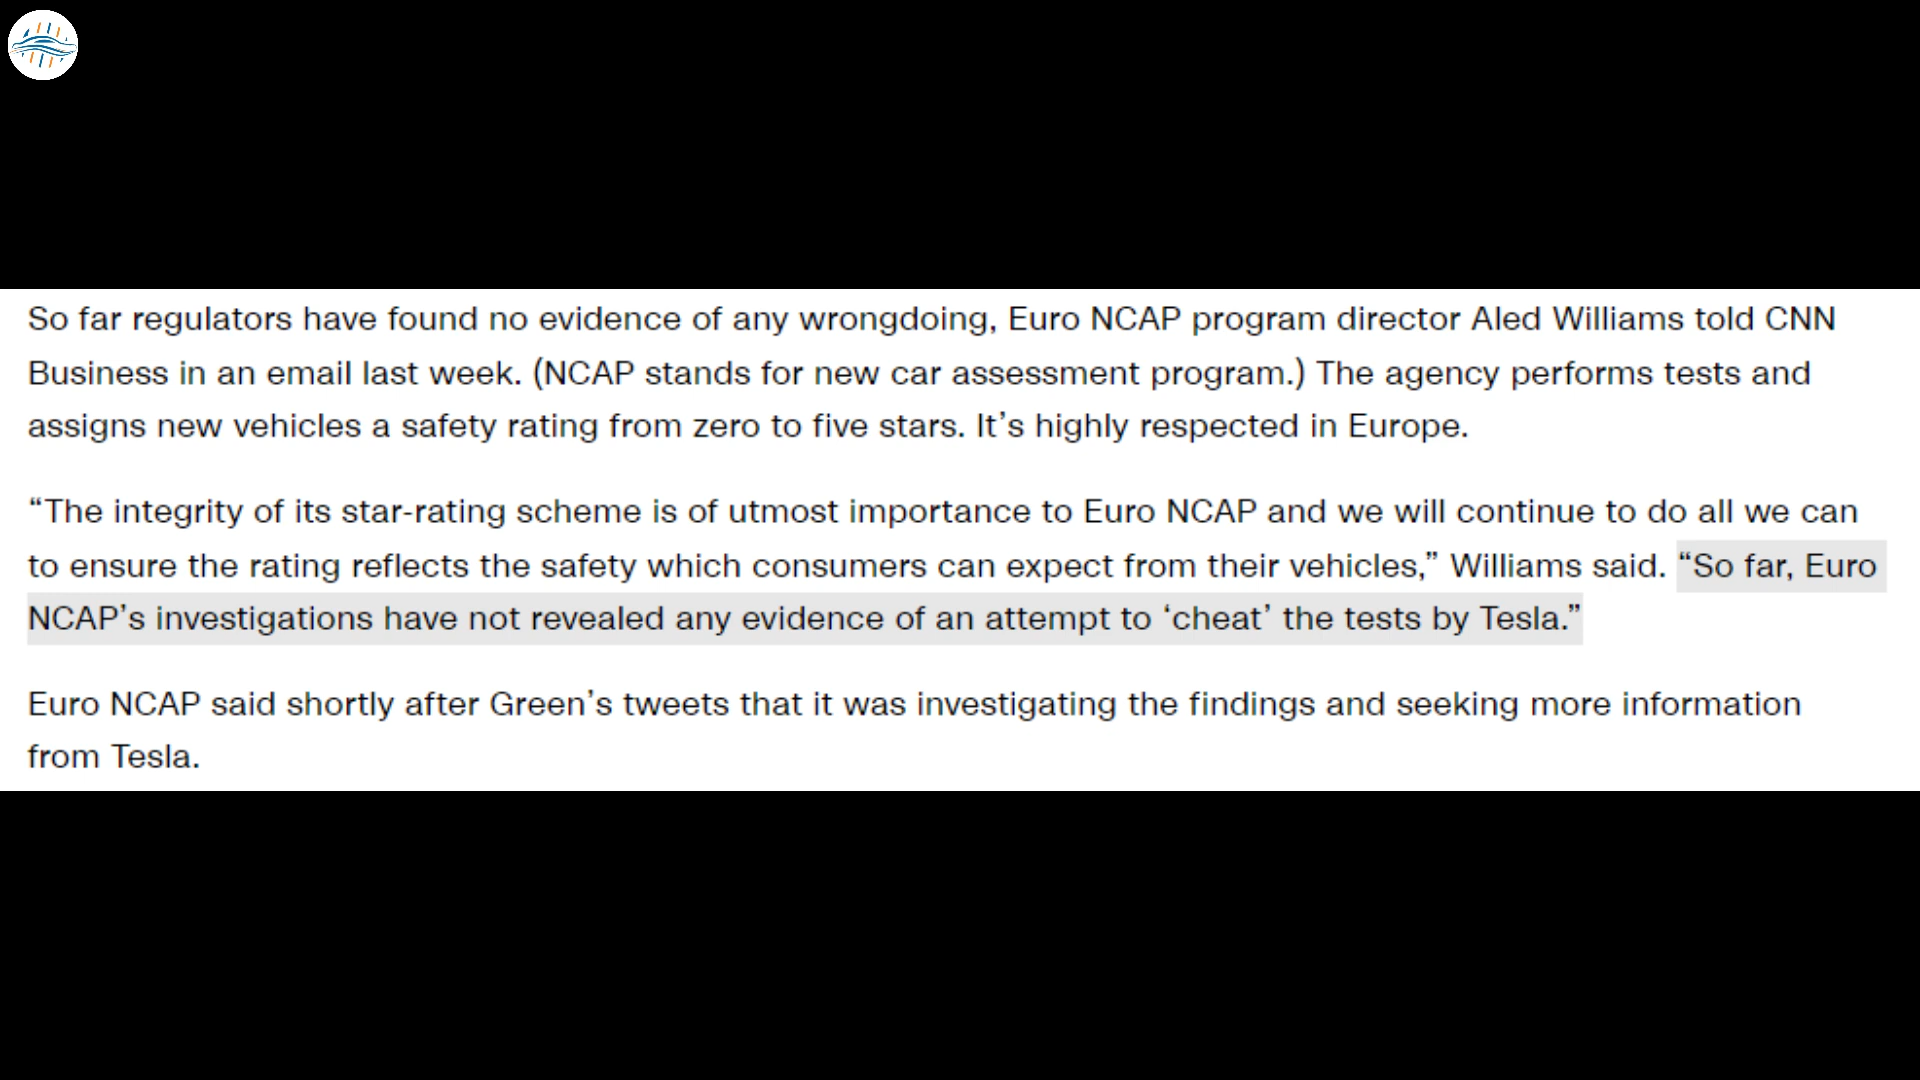 So far regulators have found no evidence of any wrongdoing, Euro NCAP program director Aled Williams told CNN
Business in an email last week. (NCAP stands for new car assessment program.) The agency performs tests and
assigns new vehicles a safety rating from zero to five stars. It’s highly respected in Europe.
“The integrity of its star-rating scheme is of utmost importance to Euro NCAP and we will continue to do all we can
to ensure the rating reflects the safety which consumers can expect from their vehicles,” Williams said. “So far, Euro
NCAP’s investigations have not revealed any evidence of an attempt to ‘cheat’ the tests by Tesla.”
Euro NCAP said shortly after Green’s tweets that it was investigating the findings and seeking more information
from Tesla.